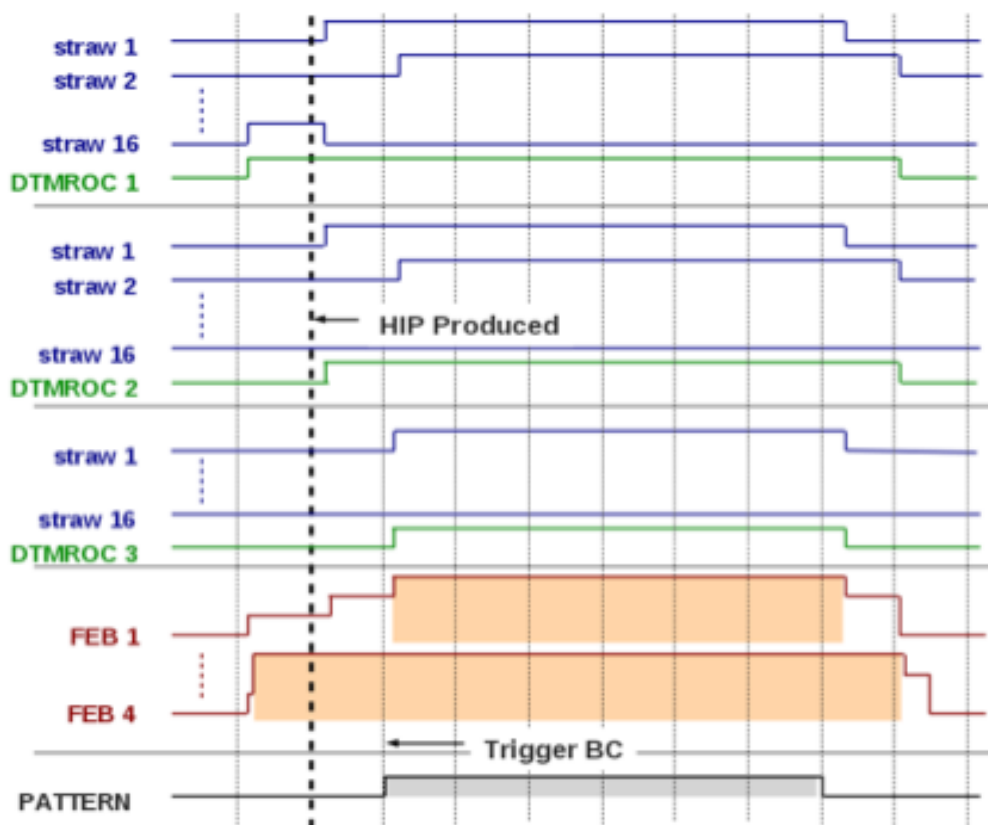 straw 1
straw 2
straw 16
DTMROC 1
straw 1
straw 2
HIP Produced
straw 16
DTMROC 2
straw 1
straw 16
DTMROC 3
FEB 1
FEB 4
Trigger BC
PATTERN